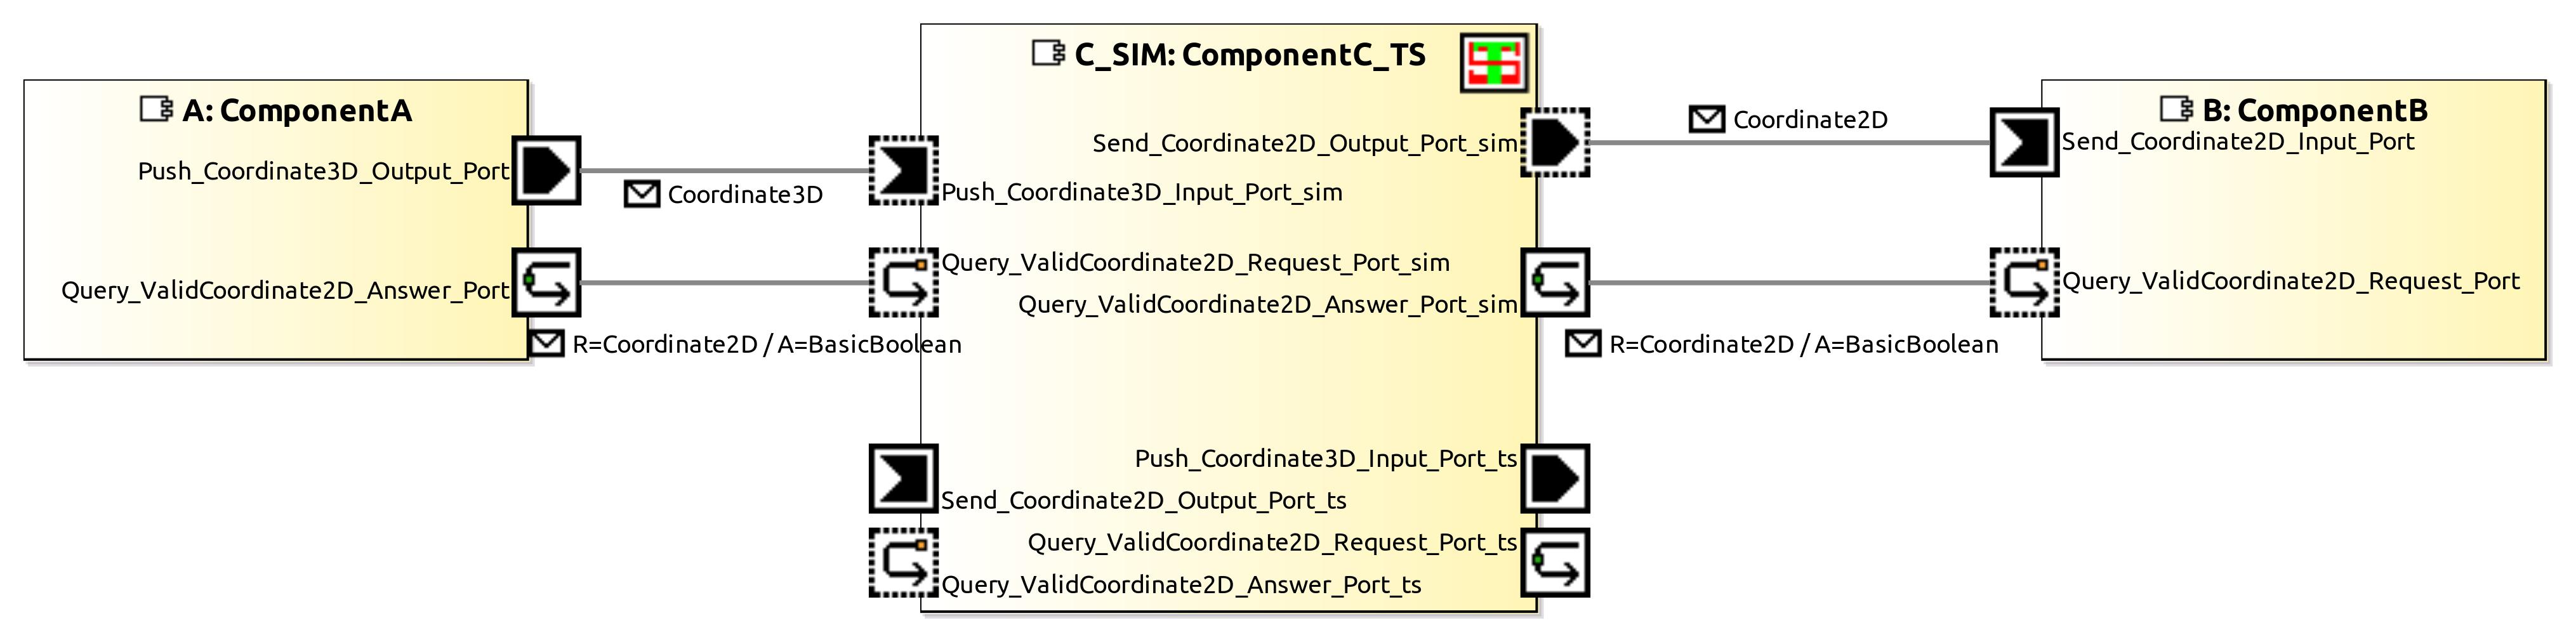 A: ComponentA
Push_Coordinate3D_Output_Port
Query_ValidCoordinate2D_Answer_Port
Coordinate3D
R=Coordinate2D / A=BasicBoolean
C_SIM: ComponentC_TS
Send_Coordinate2D_Output_Port_sim
Push_Coordinate3D_Input_Port_sim
Query_ValidCoordinate2D_Request_Port_sim
Query_ValidCoordinate2D_Answer_Port_sim
Push_Coordinate3D_Input_Port_ts
Send_Coordinate2D_Output_Port_ts
Query_ValidCoordinate2D_Request_Port_ts
Query_ValidCoordinate2D_Answer_Port_ts
Coordinate2D
R=Coordinate2D / A=BasicBoolean
B: ComponentB
Send_Coordinate2D_Input_Port
Query_ValidCoordinate2D_Request_Port